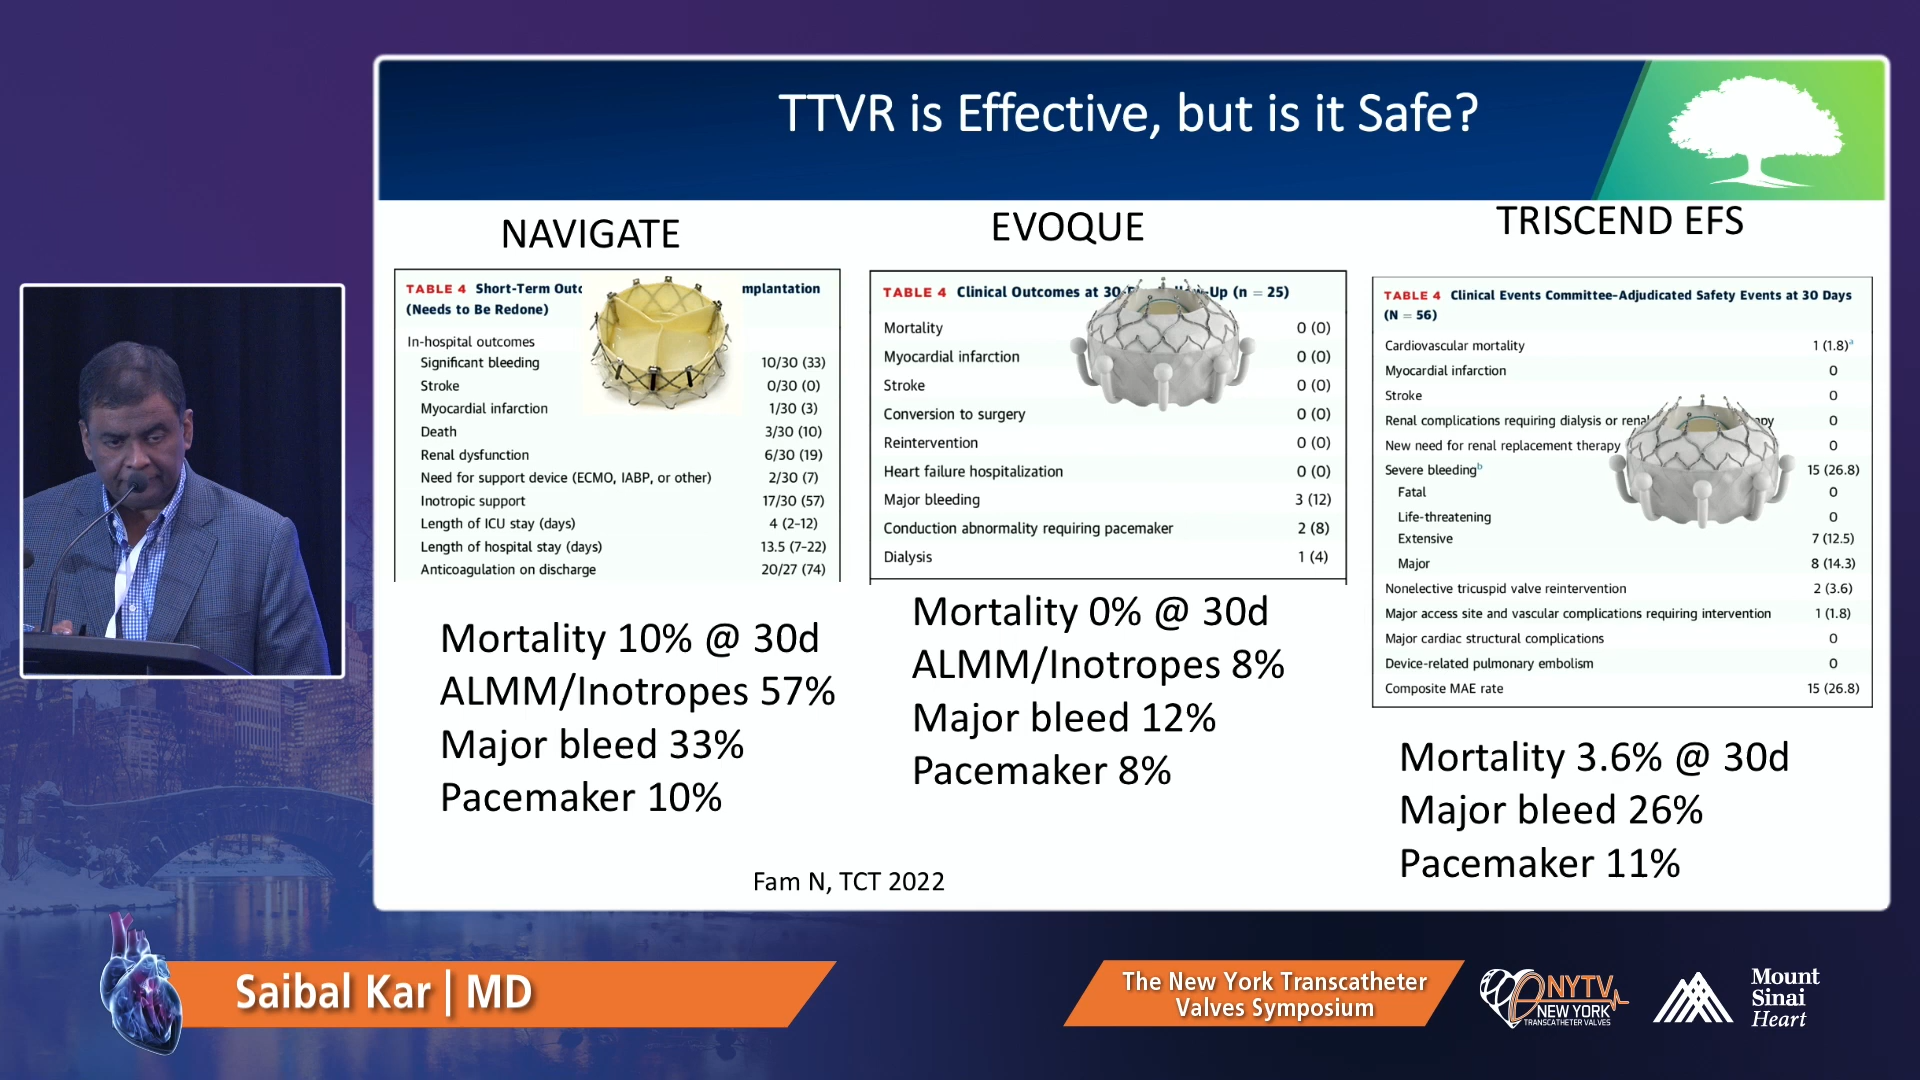 TTVR is Effective, but is it Safe?
NAVIGATE
TABLE 4 Short-Term mplantation
(Needs to Be Redone)
In-hospital outcomes
Significant bleeding 10/30 (33)
Stroke 0/30 (0)
Myocardial infarction 1/30 (3)
Death 3/30 (10)
Renal dysfunction 6/30 (19)
Need for support device (ECMO, IABP, or other) 2/30 (7)
Inotropic support 17/30 (57)
Length of ICU stay (days) 4 (2-12)
Length of hospital stay (days) 13.5 (7-22)
Anticoagulation on discharge 20/27 (74)
Mortality 10% @ 30d
ALMM/Inotropes 57%
Major bleed 33%
Pacemaker 10%
EVOQUE
TABLE 4 Clinical Outcomes at 30 Up (n = 25)
Mortality 0 (0)
Myocardial infarction 0 (0)
Stroke 0 (0)
Conversion to surgery 0 (0)
Reintervention 0 (0)
Heart failure hospitalization 0 (0)
Major bleeding 3 (12)
Conduction abnormality requiring pacemaker 2 (8)
Dialysis 1 (4)
Mortality 0% @ 30d
ALMM/Inotropes 8%
Major bleed 12%
Pacemaker 8%
TRISCEND EFS
TABLE 4 Clinical Events Committee-Adjudicated Safety Events at 30 Days
(N = 56)
Cardiovascular mortality 1 (1.8)a
Myocardial infarction 0
Stroke 0
Renal complications requiring dialysis or renal py 0
New need for renal replacement therapy 0
Severe bleedingb 15 (26.8)
Fatal 0
Life-threatening 0
Extensive 7 (12.5)
Major 8 (14.3)
Nonelective tricuspid valve reintervention 2 (3.6)
Major access site and vascular complications requiring intervention 1 (1.8)
Major cardiac structural complications 0
Device-related pulmonary embolism 0
Composite MAE rate 15 (26.8)
Mortality 3.6% @ 30d
Major bleed 26%
Pacemaker 11%
Fam N, TCT 2022
Saibal Kar | MD
The New York Transcatheter
Valves Symposium
NYTV
NEW YORK
TRANSCATHETER VALVES
Mount
Sinai
Heart